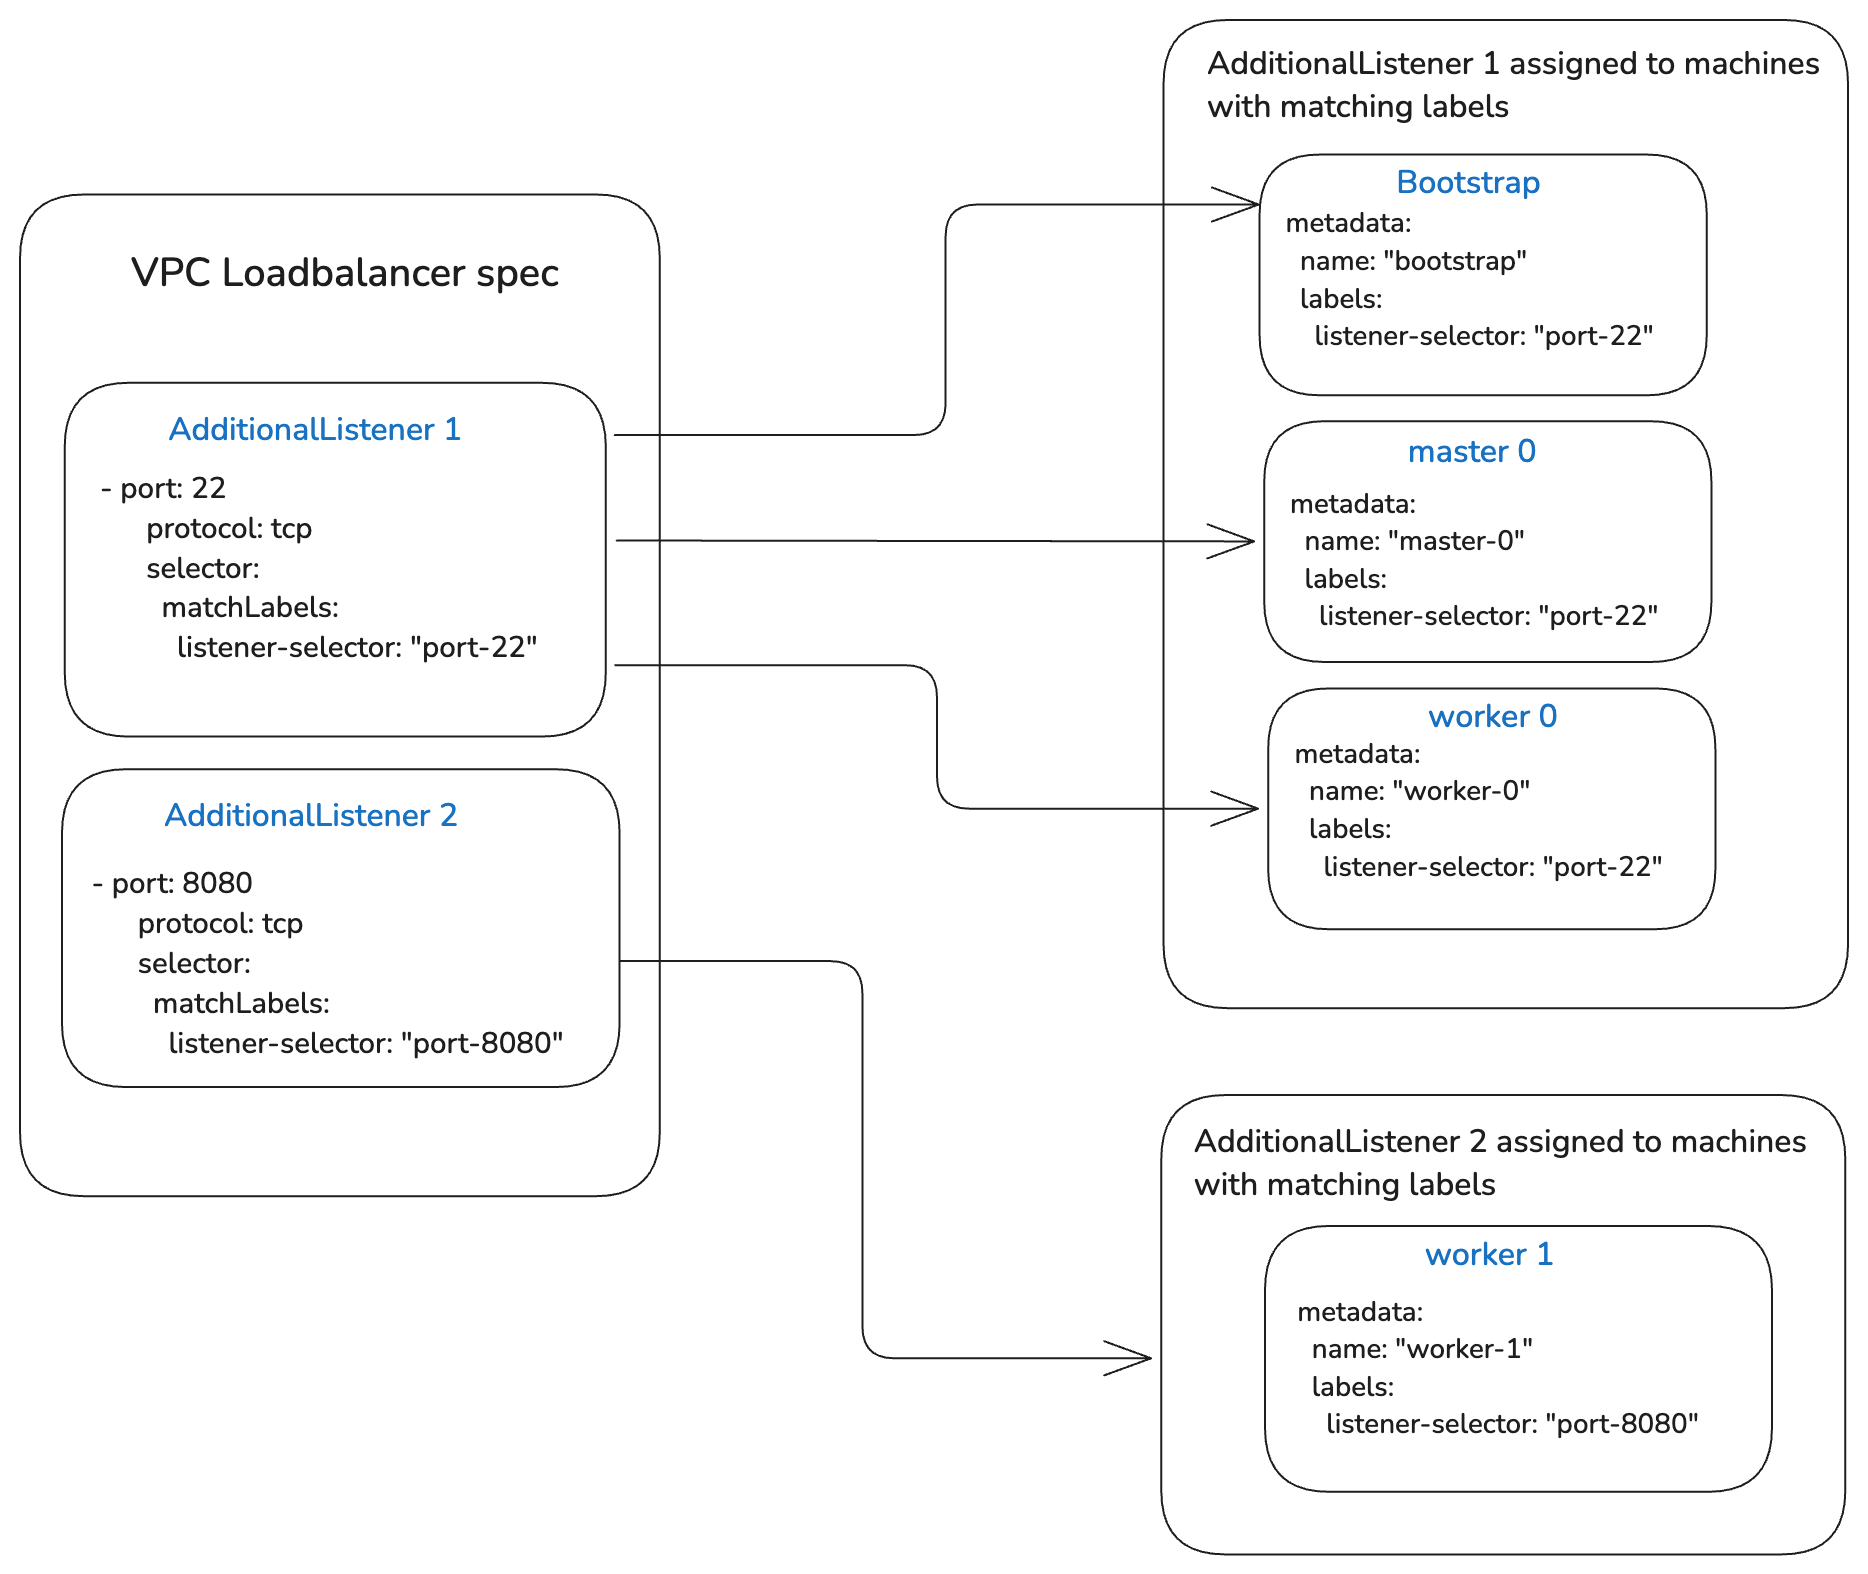 VPC Loadbalancer spec
AdditionalListener 1
- port: 22
protocol: tcp
selector:
matchLabels:
listener-selector: "port-22"
AdditionalListener 2
- port: 8080
protocol: tcp
selector:
matchLabels:
listener-selector: "port-8080"
AdditionalListener 1 assigned to machines
with matching labels
Bootstrap
metadata:
name: "bootstrap"
labels:
listener-selector: "port-22"
master 0
metadata:
name: "master-0"
labels:
listener-selector: "port-22"
worker 0
metadata:
name: "worker-0"
labels:
listener-selector: "port-22"
AdditionalListener 2 assigned to machines
with matching labels
worker 1
metadata:
name: "worker-1"
labels:
listener-selector: "port-8080"